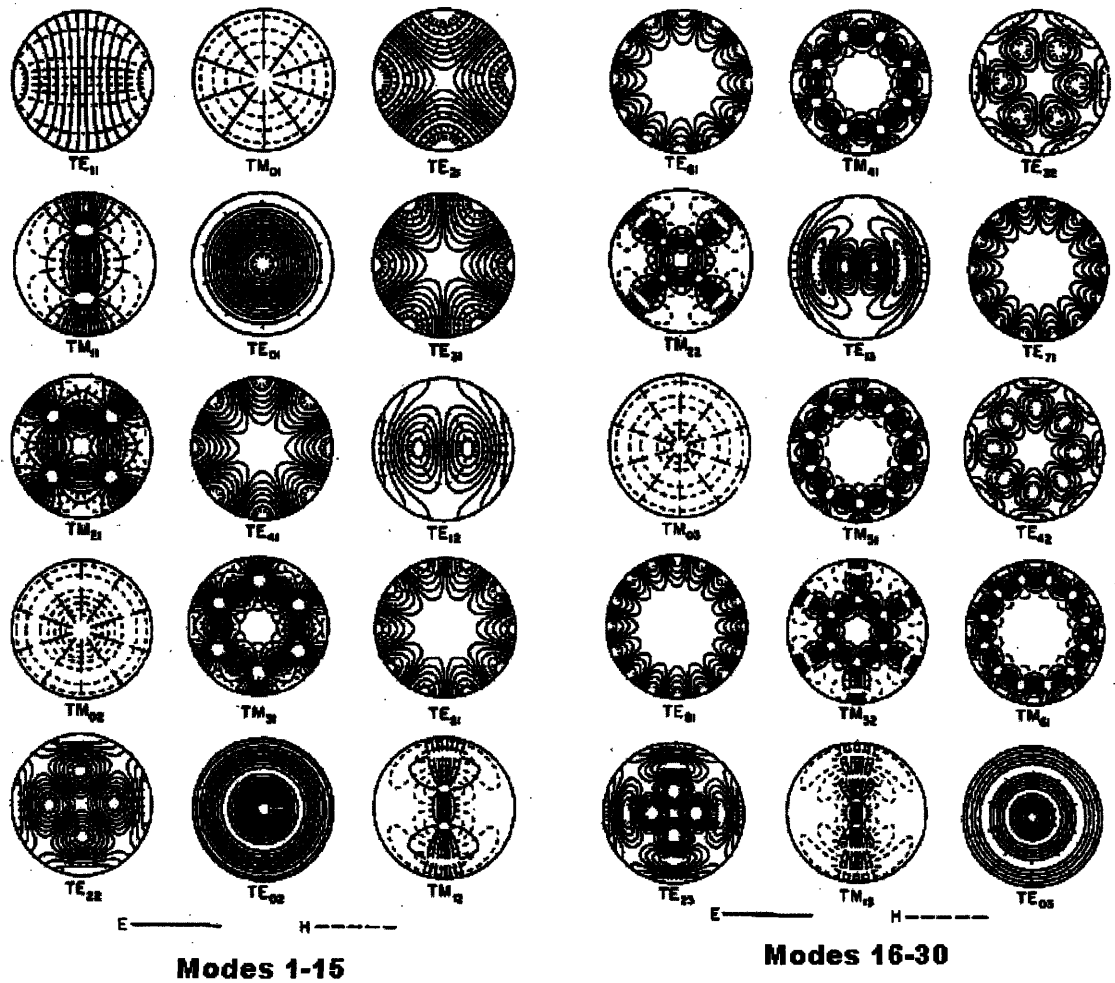 TE₁₁ TM₀₁ TE₂₁
TM₁₁ TE₀₁ TE₃₁
TM₂₁ TE₄₁ TE₁₂
TM₀₂ TM₃₁ TE₅₁
TE₂₂ TE₀₂ TM₁₂
E H
Modes 1-15
TE₆₁ TM₄₁ TE₃₂
TM₂₂ TE₁₃ TE₇₁
TM₀₃ TM₅₁ TE₄₂
TE₈₁ TM₃₂ TM₆₁
TE₂₃ TM₁₃ TE₀₃
E H
Modes 16-30